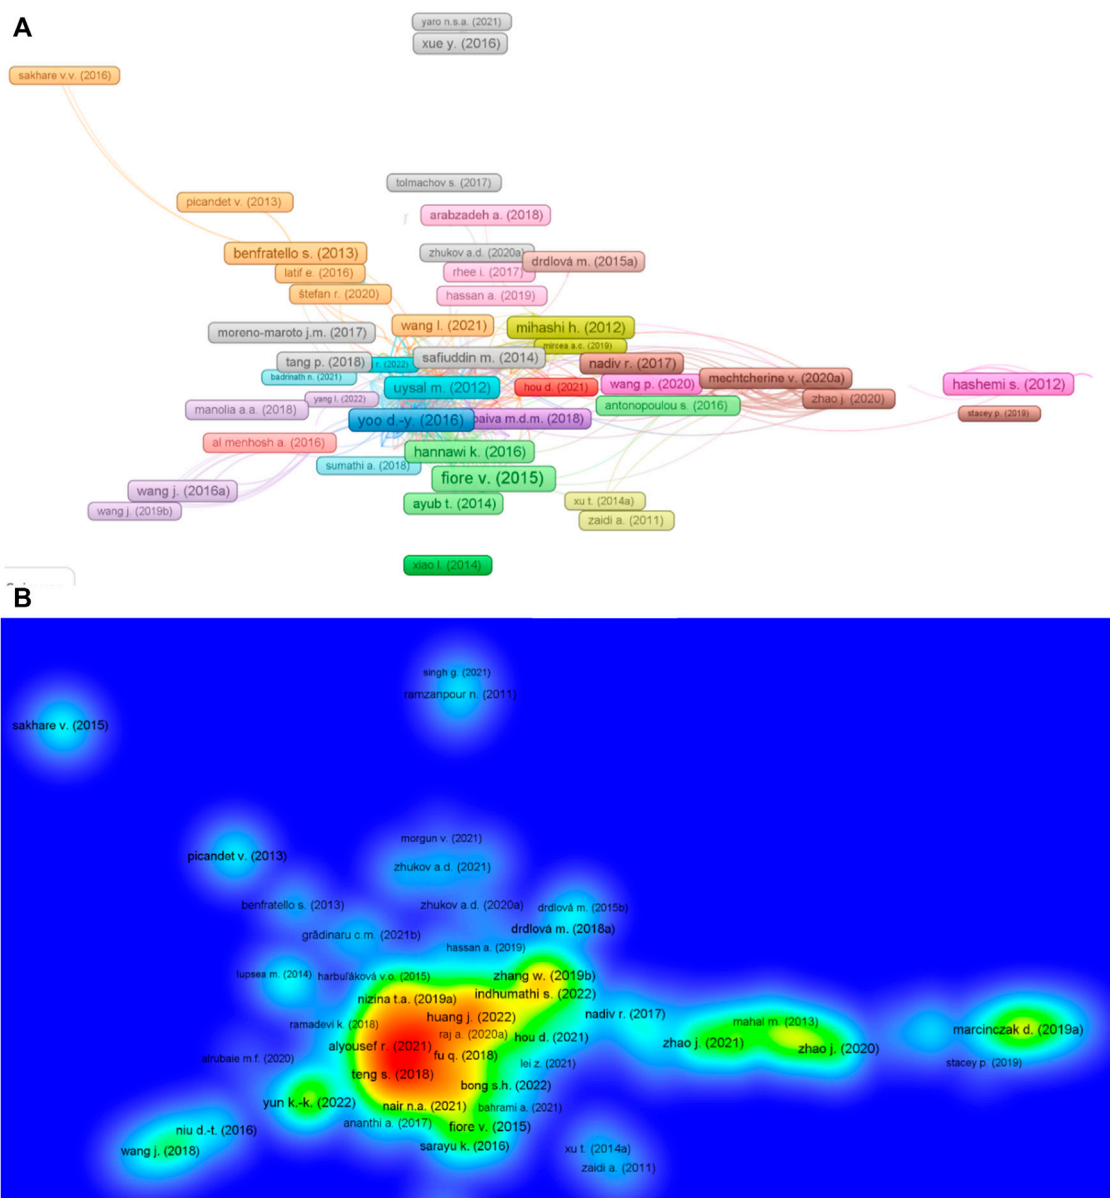 A
yaro n.s.a. (2021)
xue y. (2016)
sakhare v.v. (2016)
tolmachov s. (2017)
picandet v. (2013)
arabzadeh a. (2018)
benfratello s. (2013)
zhukov a.d. (2020a)
drdlová m. (2015a)
latif e. (2016)
rhee i. (2017)
štefan r. (2020)
hassan a. (2019)
wang l. (2021)
mihashi h. (2012)
moreno-maroto j.m. (2017)
mircea a.c. (2019)
tang p. (2018)
r. (2022)
safiuddin m. (2014)
nadiv r. (2017)
badrinath n. (2021)
uysal m. (2012)
hou d. (2021)
wang p. (2020)
mechtcherine v. (2020a)
hashemi s. (2012)
yang l. (2022)
zhao j. (2020)
manolia a.a. (2018)
antonopoulou s. (2016)
stacey p. (2019)
yoo d.-y. (2016)
paiva m.d.m. (2018)
al menhosh a. (2016)
hannawi k. (2016)
sumathi a. (2018)
fiore v. (2015)
wang j. (2016a)
ayub t. (2014)
xu t. (2014a)
wang j. (2019b)
zaidi a. (2011)
xiao l. (2014)
B
singh g. (2021)
ramzanpour n. (2011)
sakhare v. (2015)
morgun v. (2021)
picandet v. (2013)
zhukov a.d. (2021)
benfratello s. (2013)
zhukov a.d. (2020a)
drdlová m. (2015b)
drdlová m. (2018a)
grădinaru c.m. (2021b)
hassan a. (2019)
lupsea m. (2014)
harbuľáková v.o. (2015)
zhang w. (2019b)
nizina t.a. (2019a)
indhumathi s. (2022)
huang j. (2022)
nadiv r. (2017)
ramadevi k. (2018)
mahal m. (2013)
marcinczak d. (2019a)
raj a. (2020a)
hou d. (2021)
alyousef r. (2021)
zhao j. (2021)
zhao j. (2020)
alrubaie m.f. (2020)
fu q. (2018)
lei z. (2021)
stacey p. (2019)
teng s. (2018)
bong s.h. (2022)
yun k.-k. (2022)
nair n.a. (2021)
bahrami a. (2021)
ananthi a. (2017)
fiore v. (2015)
niu d.-t. (2016)
sarayu k. (2016)
wang j. (2018)
xu t. (2014a)
zaidi a. (2011)